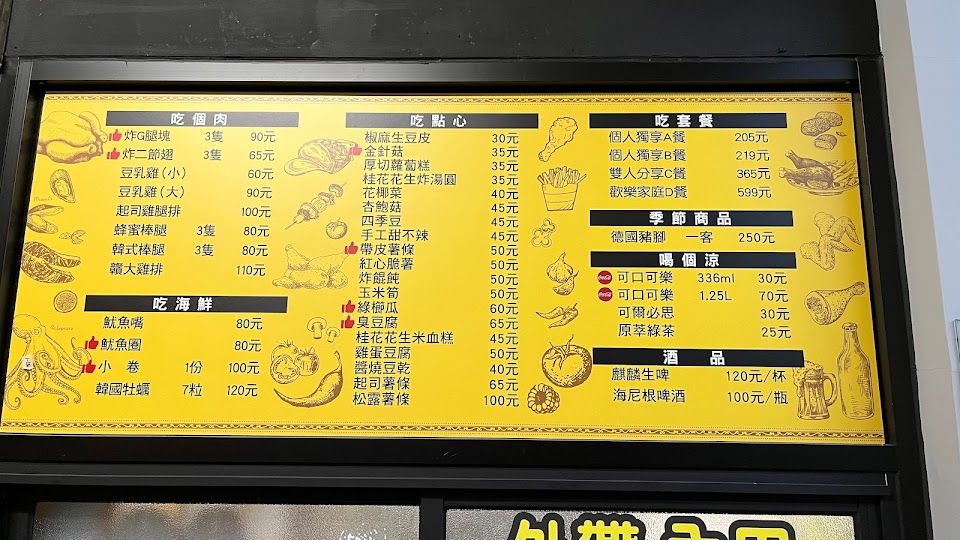 吃個肉
炸G腿塊 3隻 90元
炸二節翅 3隻 65元
豆乳雞(小) 60元
豆乳雞(大) 90元
起司雞腿排 100元
蜂蜜棒腿 3隻 80元
韓式棒腿 3隻 80元
贛大雞排 110元
吃海鮮
魷魚嘴 80元
魷魚圈 80元
小卷 1份 100元
韓國牡蠣 7粒 120元
吃點心
椒麻生豆皮 30元
金針菇 35元
厚切蘿蔔糕 35元
桂花花生炸湯圓 35元
花椰菜 40元
杏鮑菇 45元
四季豆 45元
手工甜不辣 45元
帶皮薯條 50元
紅心脆薯 50元
炸餛飩 50元
玉米筍 50元
綠櫛瓜 60元
臭豆腐 65元
桂花花生米血糕 45元
雞蛋豆腐 50元
醬燒豆乾 40元
起司薯條 65元
松露薯條 100元
吃套餐
個人獨享A餐 205元
個人獨享B餐 219元
雙人分享C餐 365元
歡樂家庭D餐 599元
季節商品
德國豬腳 一客 250元
喝個涼
可口可樂 336ml 30元
可口可樂 1.25L 70元
可爾必思 30元
原萃綠茶 25元
酒品
麒麟生啤 120元/杯
海尼根啤酒 100元/瓶
外帶